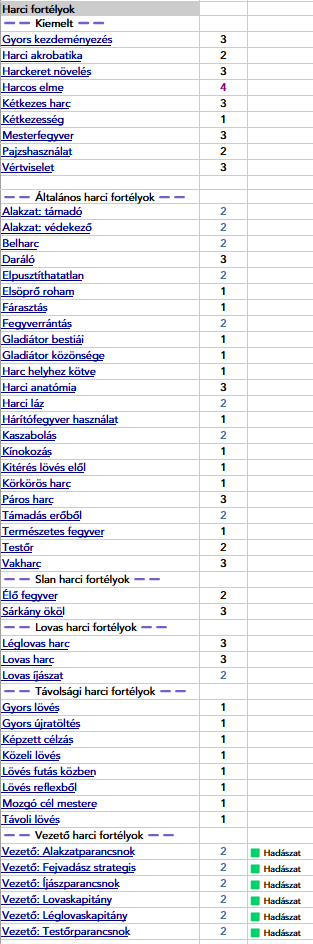 Harci fortélyok
— — Kiemelt — —
Gyors kezdeményezés 3
Harci akrobatika 2
Harckeret növelés 3
Harcos elme 4
Kétkezes harc 3
Kétkezesség 1
Mesterfegyver 3
Pajzshasználat 2
Vértviselet 3
— — Általános harci fortélyok — —
Alakzat: támadó 2
Alakzat: védekező 2
Belharc 2
Daráló 3
Elpusztíthatatlan 2
Elsöprő roham 1
Fárasztás 1
Fegyverrántás 2
Gladiátor bestiái 1
Gladiátor közönsége 1
Harc helyhez kötve 1
Harci anatómia 3
Harci láz 2
Hárítófegyver használat 1
Kaszabolás 2
Kínokozás 1
Kitérés lövés elől 1
Körkörös harc 1
Páros harc 3
Támadás erőből 2
Természetes fegyver 1
Testőr 2
Vakharc 3
— — Slan harci fortélyok — —
Élő fegyver 2
Sárkány ököl 3
— — Lovas harci fortélyok — —
Léglovas harc 3
Lovas harc 3
Lovas íjászat 2
— — Távolsági harci fortélyok — —
Gyors lövés 1
Gyors újratöltés 1
Képzett célzás 1
Közeli lövés 1
Lövés futás közben 1
Lövés reflexből 1
Mozgó cél mestere 1
Távoli lövés 1
— — Vezető harci fortélyok — —
Vezető: Alakzatparancsnok 2 Hadászat
Vezető: Fejvadász strategis 2 Hadászat
Vezető: Íjászparancsnok 2 Hadászat
Vezető: Lovaskapitány 2 Hadászat
Vezető: Léglovaskapitány 2 Hadászat
Vezető: Testőrparancsnok 2 Hadászat